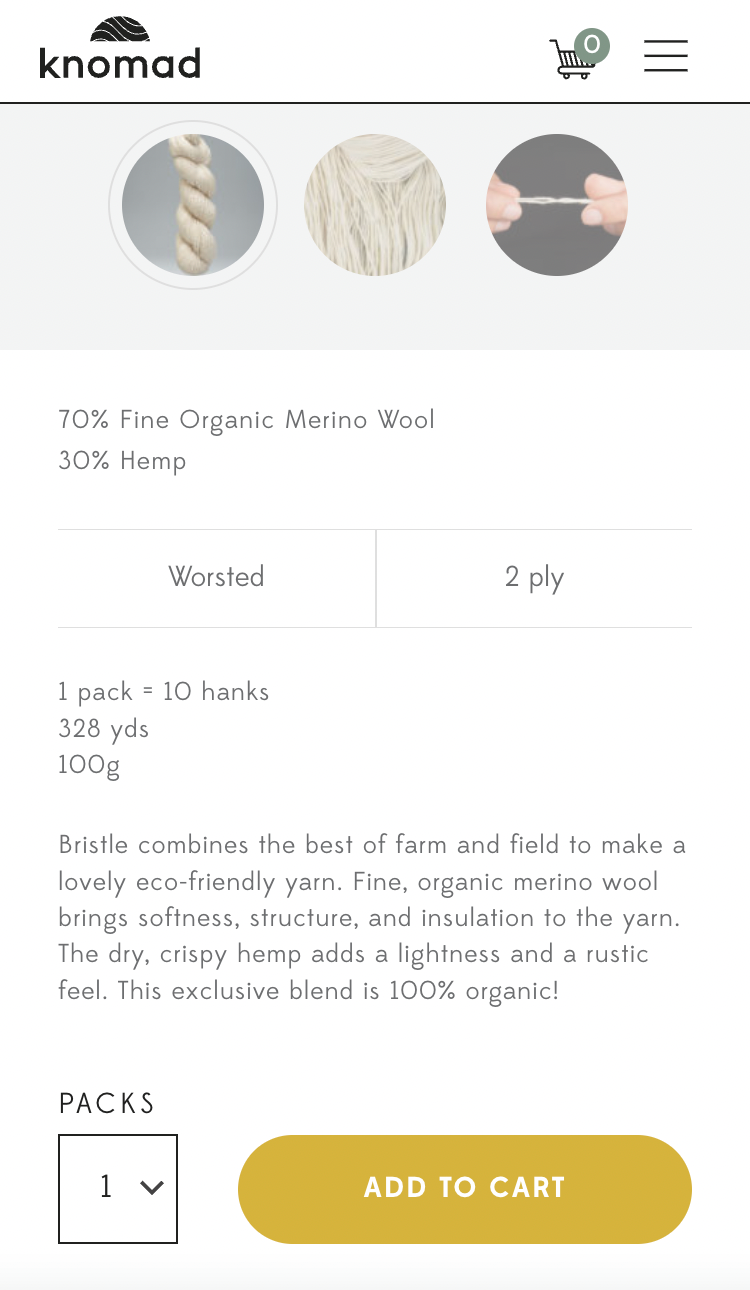 knomad
0
70% Fine Organic Merino Wool
30% Hemp
Worsted
2 ply
1 pack = 10 hanks
328 yds
100g
Bristle combines the best of farm and field to make a
lovely eco-friendly yarn. Fine, organic merino wool
brings softness, structure, and insulation to the yarn.
The dry, crispy hemp adds a lightness and a rustic
feel. This exclusive blend is 100% organic!
PACKS
1
ADD TO CART